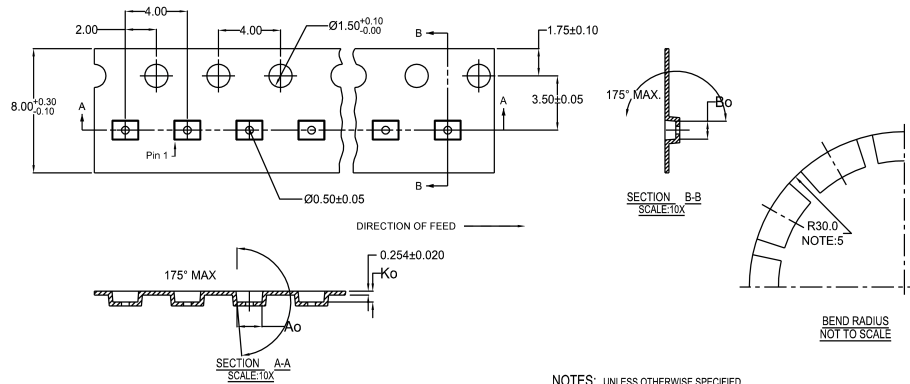 4.00
2.00
4.00
Ø1.50 +0.10 -0.00
B
1.75±0.10
8.00 +0.30 -0.10
A
A
3.50±0.05
Pin 1
B
Ø0.50±0.05
DIRECTION OF FEED
175° MAX.
Bo
SECTION B-B
SCALE:10X
R30.0
NOTE:5
BEND RADIUS
NOT TO SCALE
175° MAX
0.254±0.020
Ko
Ao
SECTION A-A
SCALE:10X
NOTES: UNLESS OTHERWISE SPECIFIED